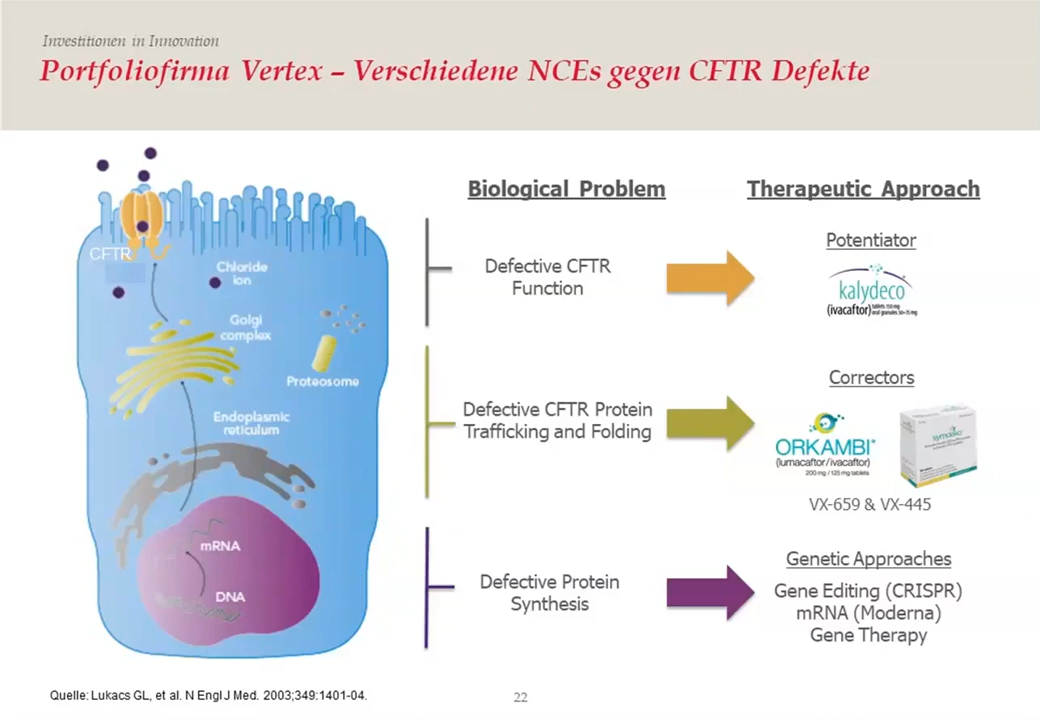 Investitionen in Innovation
Portfoliofirma Vertex – Verschiedene NCEs gegen CFTR Defekte
CFTR
Chloride
ion
Golgi
complex
Proteosome
Endoplasmic
reticulum
mRNA
DNA
Biological Problem
Therapeutic Approach
Defective CFTR
Function
Potentiator
kalydeco
(ivacaftor)
Defective CFTR Protein
Trafficking and Folding
Correctors
ORKAMBI®
(lumacaftor/ivacaftor)
200 mg / 125 mg tablets
symdeko
VX-659 & VX-445
Defective Protein
Synthesis
Genetic Approaches
Gene Editing (CRISPR)
mRNA (Moderna)
Gene Therapy
Quelle: Lukacs GL, et al. N Engl J Med. 2003;349:1401-04.
22